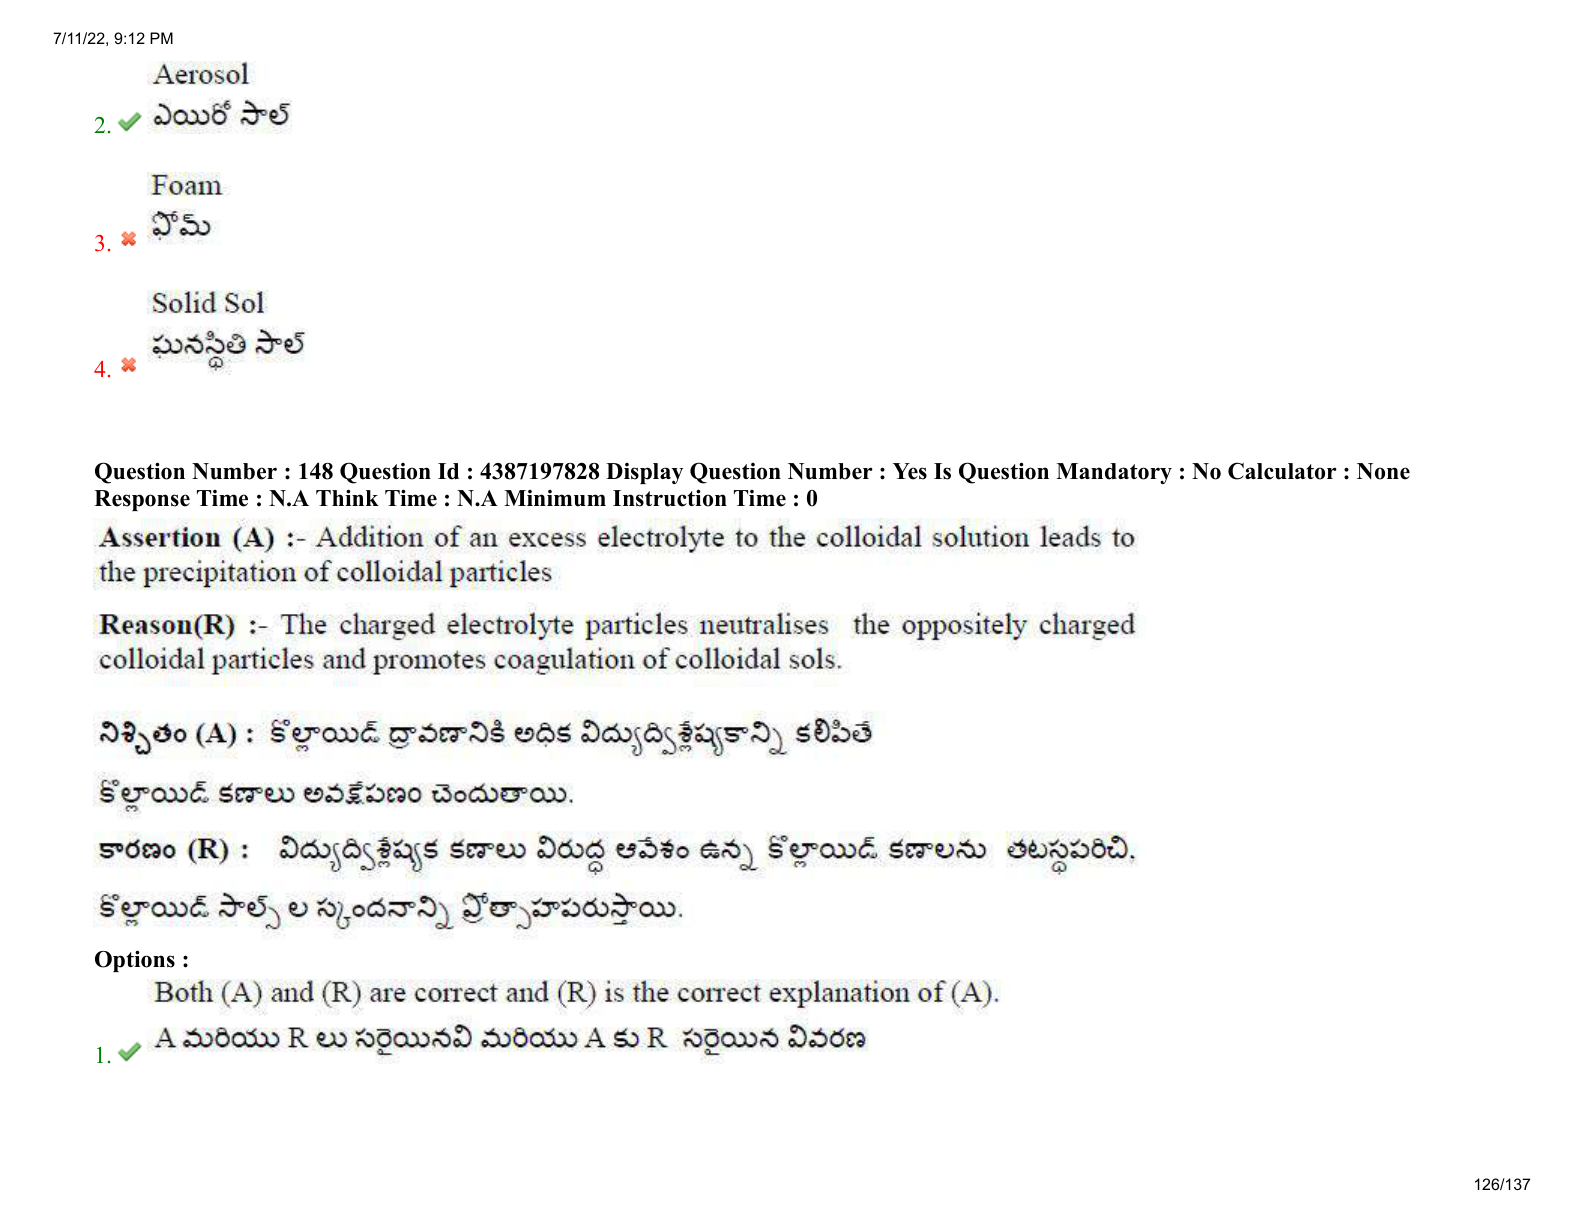 7/11/22, 9:12 PM
Aerosol
2. ఎయిరో సాల్
Foam
ఫోమ్
3.
Solid Sol
ఘనస్థితి సాల్
4.
Question Number : 148 Question Id : 4387197828 Display Question Number : Yes Is Question Mandatory : No Calculator : None
Response Time : N.A Think Time : N.A Minimum Instruction Time : 0
Assertion (A) :- Addition of an excess electrolyte to the colloidal solution leads to
the precipitation of colloidal particles
Reason(R) :- The charged electrolyte particles neutralises the oppositely charged
colloidal particles and promotes coagulation of colloidal sols.
నిశ్చితం (A) : కొల్లాయిడ్ ద్రావణానికి అధిక విద్యుద్విశ్లేష్యకాన్ని కలిపితే
కొల్లాయిడ్ కణాలు అవక్షేపణం చెందుతాయి.
కారణం (R) : విద్యుద్విశ్లేష్యక కణాలు విరుద్ధ ఆవేశం ఉన్న కొల్లాయిడ్ కణాలను తటస్థపరిచి,
కొల్లాయిడ్ సాల్స్ ల స్కందనాన్ని ప్రోత్సాహపరుస్తాయి.
Options :
Both (A) and (R) are correct and (R) is the correct explanation of (A).
1. A మరియు R లు సరైయినవి మరియు A కు R సరైయిన వివరణ
126/137